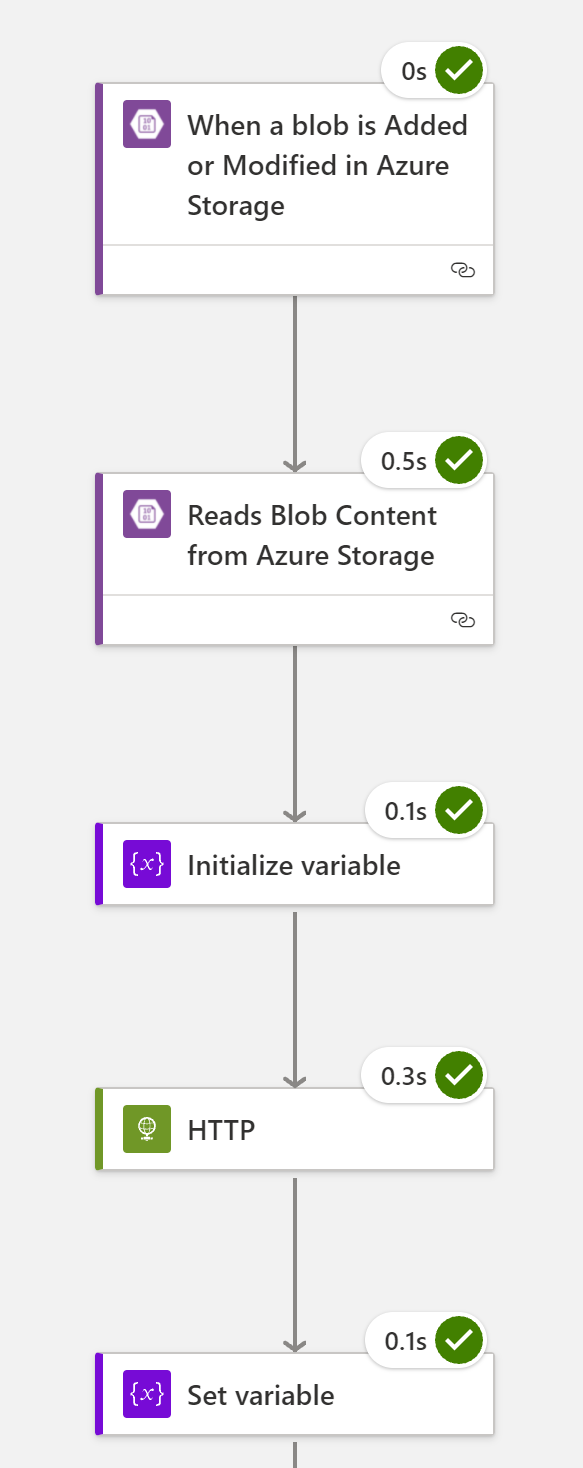 0s
When a blob is Added
or Modified in Azure
Storage
0.5s
Reads Blob Content
from Azure Storage
0.1s
{x} Initialize variable
0.3s
HTTP
0.1s
{x} Set variable